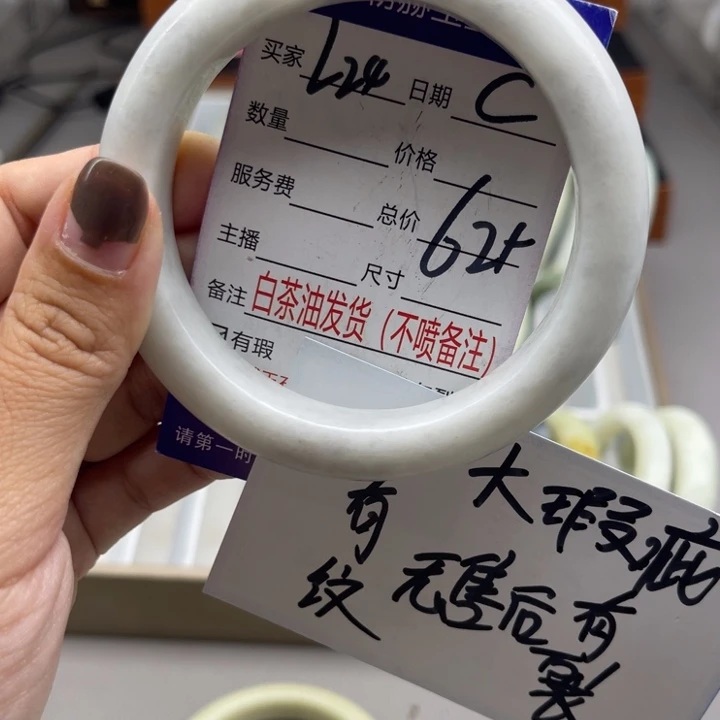 买家 L24 日期 C
数量
价格
服务费
总价 62+
主播
尺寸
备注 白茶油发货（不喷备注）
有瑕
请第一时
大瑕疵
有
纹
无售后有
裂